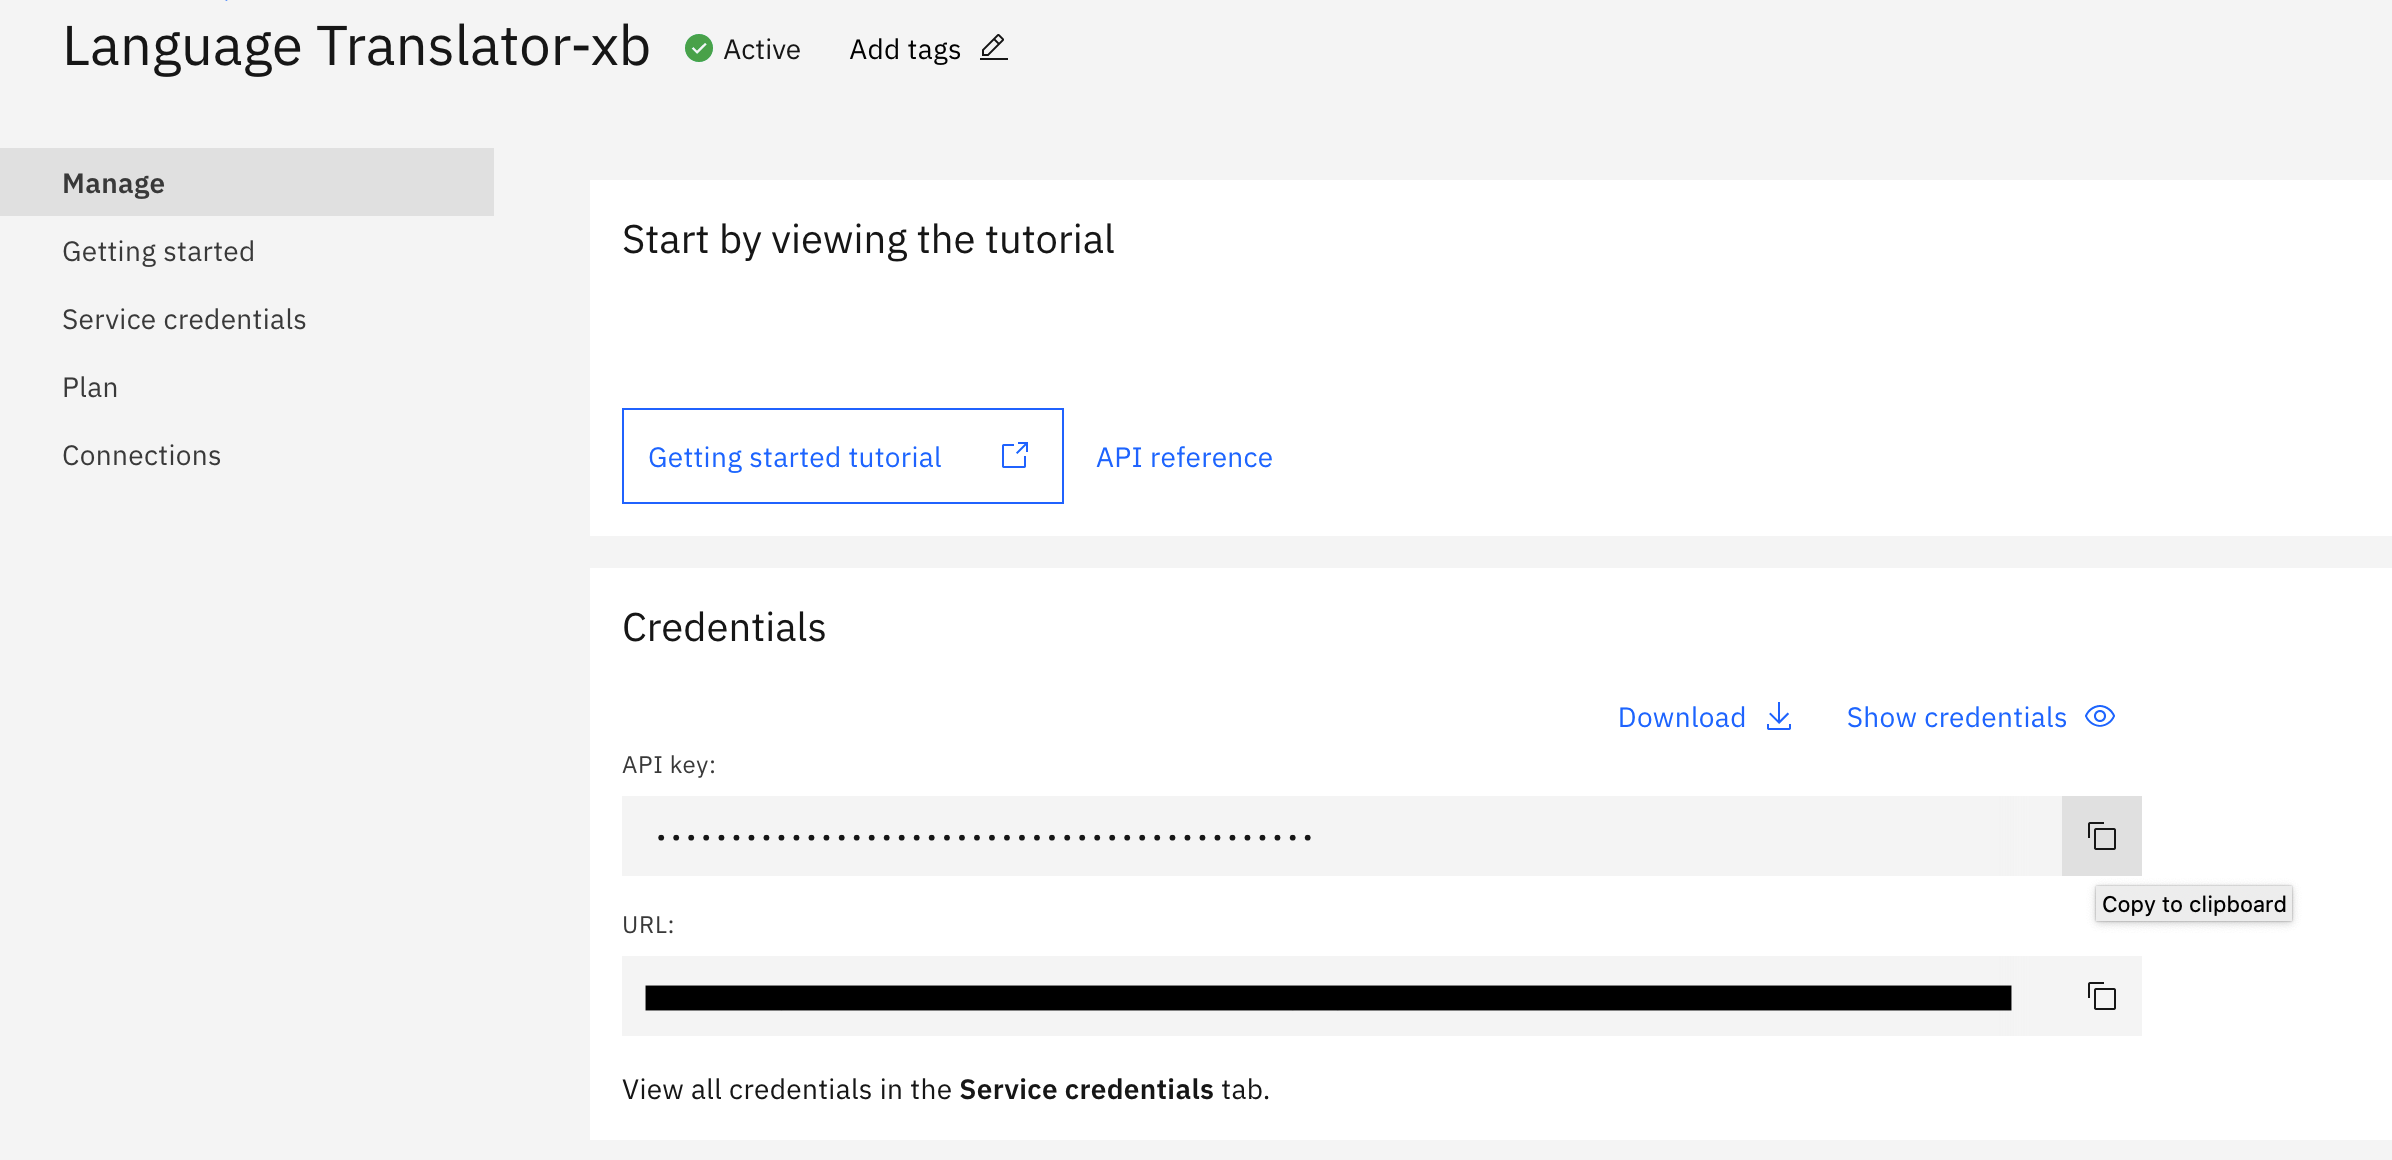 Language Translator-xb
Active
Add tags
Manage
Getting started
Service credentials
Plan
Connections
Start by viewing the tutorial
Getting started tutorial
API reference
Credentials
Download
Show credentials
API key:
Copy to clipboard
URL:
View all credentials in the Service credentials tab.